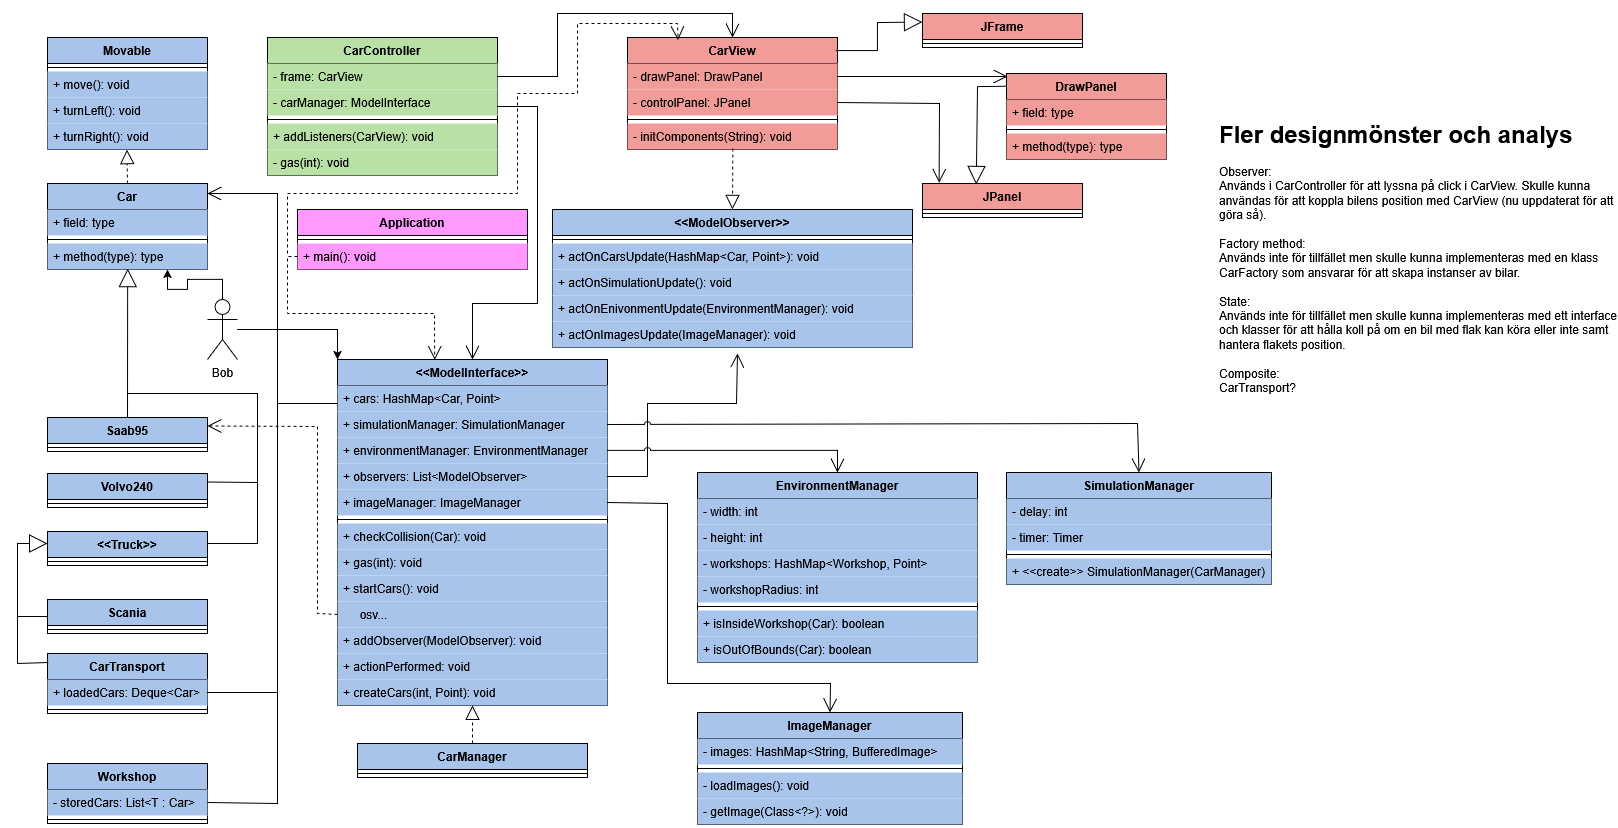 Movable
+ move(): void
+ turnLeft(): void
+ turnRight(): void
Car
+ field: type
+ method(type): type
Bob
Saab95
Volvo240
<<Truck>>
Scania
CarTransport
+ loadedCars: Deque<Car>
Workshop
- storedCars: List<T : Car>
CarController
- frame: CarView
- carManager: ModelInterface
+ addListeners(CarView): void
- gas(int): void
Application
+ main(): void
<<ModelInterface>>
+ cars: HashMap<Car, Point>
+ simulationManager: SimulationManager
+ environmentManager: EnvironmentManager
+ observers: List<ModelObserver>
+ imageManager: ImageManager
+ checkCollision(Car): void
+ gas(int): void
+ startCars(): void
osv...
+ addObserver(ModelObserver): void
+ actionPerformed: void
+ createCars(int, Point): void
CarManager
CarView
- drawPanel: DrawPanel
- controlPanel: JPanel
- initComponents(String): void
<<ModelObserver>>
+ actOnCarsUpdate(HashMap<Car, Point>): void
+ actOnSimulationUpdate(): void
+ actOnEnivonmentUpdate(EnvironmentManager): void
+ actOnImagesUpdate(ImageManager): void
JFrame
DrawPanel
+ field: type
+ method(type): type
JPanel
EnvironmentManager
- width: int
- height: int
- workshops: HashMap<Workshop, Point>
- workshopRadius: int
+ isInsideWorkshop(Car): boolean
+ isOutOfBounds(Car): boolean
SimulationManager
- delay: int
- timer: Timer
+ <<create>> SimulationManager(CarManager)
ImageManager
- images: HashMap<String, BufferedImage>
- loadImages(): void
- getImage(Class<?>): void
Fler designmönster och analys
Observer:
Används i CarController för att lyssna på click i CarView. Skulle kunna
användas för att koppla bilens position med CarView (nu uppdaterat för att
göra så).
Factory method:
Används inte för tillfället men skulle kunna implementeras med en klass
CarFactory som ansvarar för att skapa instanser av bilar.
State:
Används inte för tillfället men skulle kunna implementeras med ett interface
och klasser för att hålla koll på om en bil med flak kan köra eller inte samt
hantera flakets position.
Composite:
CarTransport?